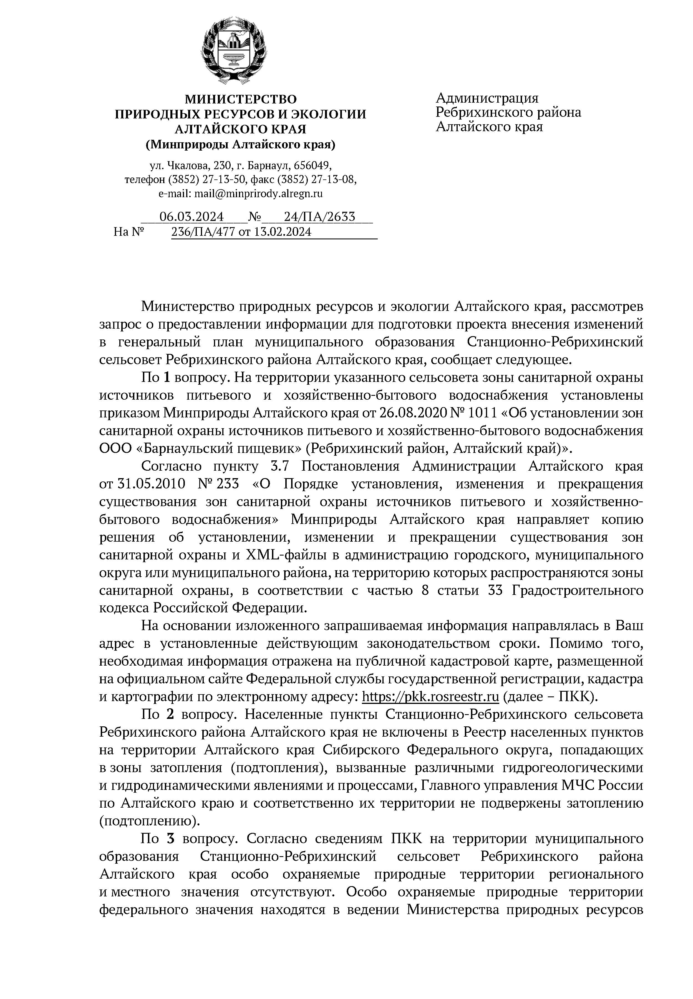 МИНИСТЕРСТВО
ПРИРОДНЫХ РЕСУРСОВ И ЭКОЛОГИИ
АЛТАЙСКОГО КРАЯ
(Минприроды Алтайского края)
ул. Чкалова, 230, г. Барнаул, 656049,
телефон (3852) 27-13-50, факс (3852) 27-13-08,
e-mail: mail@minprirody.alregn.ru
06.03.2024 № 24/ПА/2633
На № 236/ПА/477 от 13.02.2024
Администрация
Ребрихинского района
Алтайского края
Министерство природных ресурсов и экологии Алтайского края, рассмотрев
запрос о предоставлении информации для подготовки проекта внесения изменений
в генеральный план муниципального образования Станционно-Ребрихинский
сельсовет Ребрихинского района Алтайского края, сообщает следующее.
По 1 вопросу. На территории указанного сельсовета зоны санитарной охраны
источников питьевого и хозяйственно-бытового водоснабжения установлены
приказом Минприроды Алтайского края от 26.08.2020 № 1011 «Об установлении зон
санитарной охраны источников питьевого и хозяйственно-бытового водоснабжения
ООО «Барнаульский пищевик» (Ребрихинский район, Алтайский край)».
Согласно пункту 3.7 Постановления Администрации Алтайского края
от 31.05.2010 № 233 «О Порядке установления, изменения и прекращения
существования зон санитарной охраны источников питьевого и хозяйственно-
бытового водоснабжения» Минприроды Алтайского края направляет копию
решения об установлении, изменении и прекращении существования зон
санитарной охраны и XML-файлы в администрацию городского, муниципального
округа или муниципального района, на территорию которых распространяются зоны
санитарной охраны, в соответствии с частью 8 статьи 33 Градостроительного
кодекса Российской Федерации.
На основании изложенного запрашиваемая информация направлялась в Ваш
адрес в установленные действующим законодательством сроки. Помимо того,
необходимая информация отражена на публичной кадастровой карте, размещенной
на официальном сайте Федеральной службы государственной регистрации, кадастра
и картографии по электронному адресу: https://pkk.rosreestr.ru (далее – ПКК).
По 2 вопросу. Населенные пункты Станционно-Ребрихинского сельсовета
Ребрихинского района Алтайского края не включены в Реестр населенных пунктов
на территории Алтайского края Сибирского Федерального округа, попадающих
в зоны затопления (подтопления), вызванные различными гидрогеологическими
и гидродинамическими явлениями и процессами, Главного управления МЧС России
по Алтайского краю и соответственно их территории не подвержены затоплению
(подтоплению).
По 3 вопросу. Согласно сведениям ПКК на территории муниципального
образования Станционно-Ребрихинский сельсовет Ребрихинского района
Алтайского края особо охраняемые природные территории регионального
и местного значения отсутствуют. Особо охраняемые природные территории
федерального значения находятся в ведении Министерства природных ресурсов